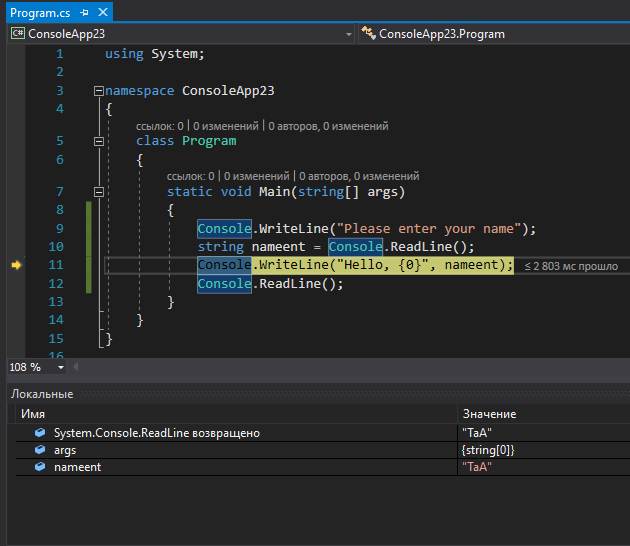 Program.cs
ConsoleApp23 ConsoleApp23.Program
1 using System;
2
3 namespace ConsoleApp23
4 {
ссылок: 0 | 0 изменений | 0 авторов, 0 изменений
5 class Program
6 {
ссылок: 0 | 0 изменений | 0 авторов, 0 изменений
7 static void Main(string[] args)
8 {
9 Console.WriteLine("Please enter your name");
10 string nameent = Console.ReadLine();
11 Console.WriteLine("Hello, {0}", nameent); ≤ 2 803 мс прошло
12 Console.ReadLine();
13 }
14 }
15 }
16
108 %
Локальные
Имя Значение
System.Console.ReadLine возвращено "ТаА"
args {string[0]}
nameent "ТаА"